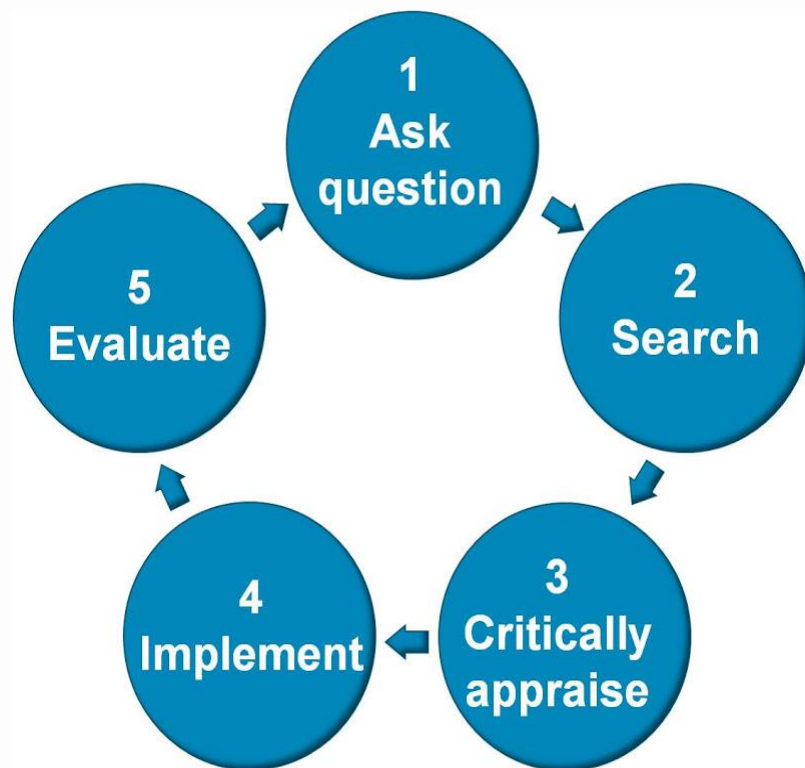 1
Ask
question
2
Search
3
Critically
appraise
4
Implement
5
Evaluate